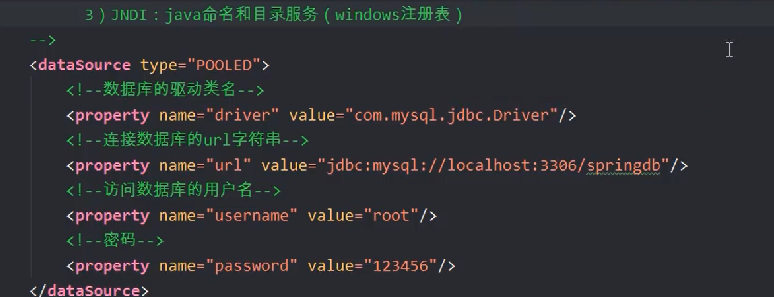 3）JNDI：java命名和目录服务（windows注册表）
-->
<dataSource type="POOLED">
<!--数据库的驱动类名-->
<property name="driver" value="com.mysql.jdbc.Driver"/>
<!--连接数据库的url字符串-->
<property name="url" value="jdbc:mysql://localhost:3306/springdb"/>
<!--访问数据库的用户名-->
<property name="username" value="root"/>
<!--密码-->
<property name="password" value="123456"/>
</dataSource>